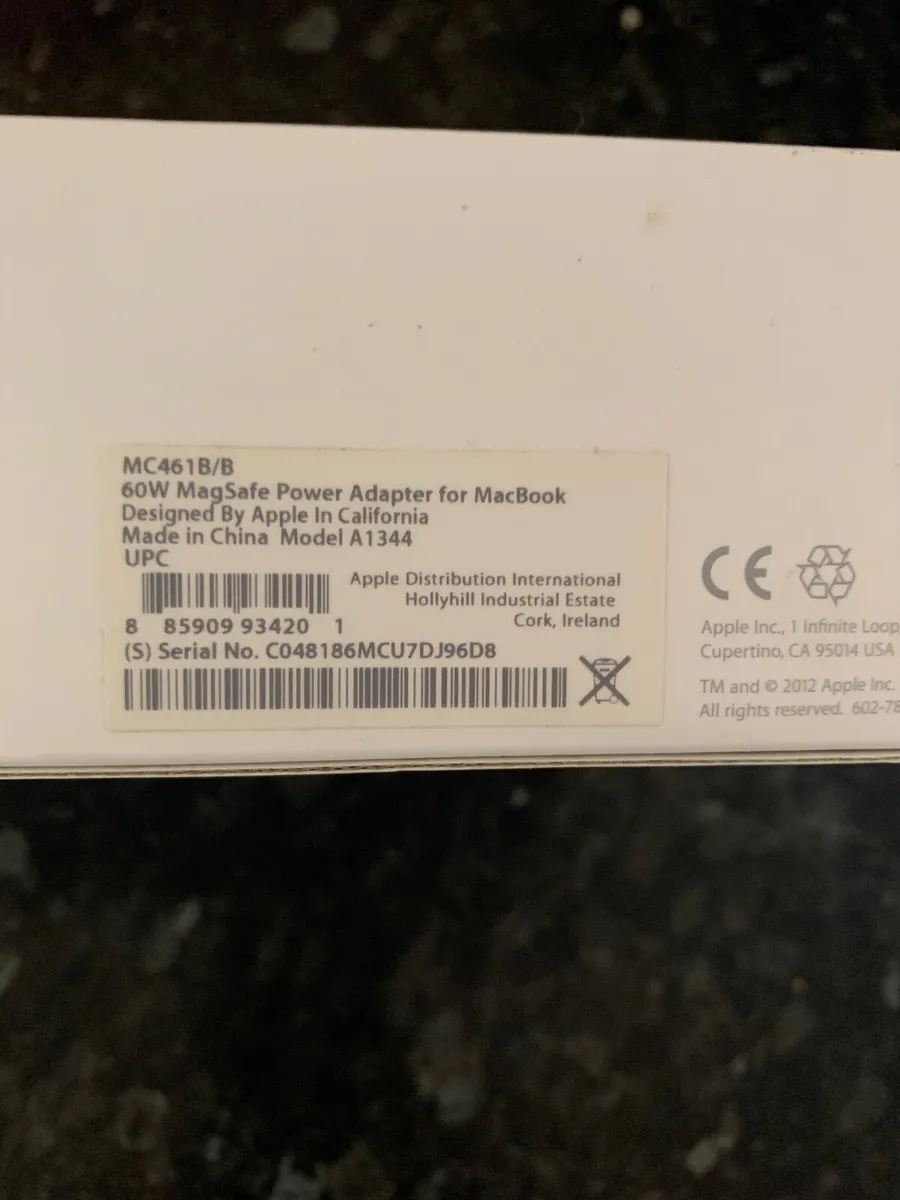 MC461B/B
60W MagSafe Power Adapter for MacBook
Designed By Apple In California
Made in China Model A1344
UPC
Apple Distribution International
Hollyhill Industrial Estate
Cork, Ireland
8 85909 93420 1
(S) Serial No. C048186MCU7DJ96D8
CE
Apple Inc., 1 Infinite Loop,
Cupertino, CA 95014 USA
TM and © 2012 Apple Inc.
All rights reserved. 602-78